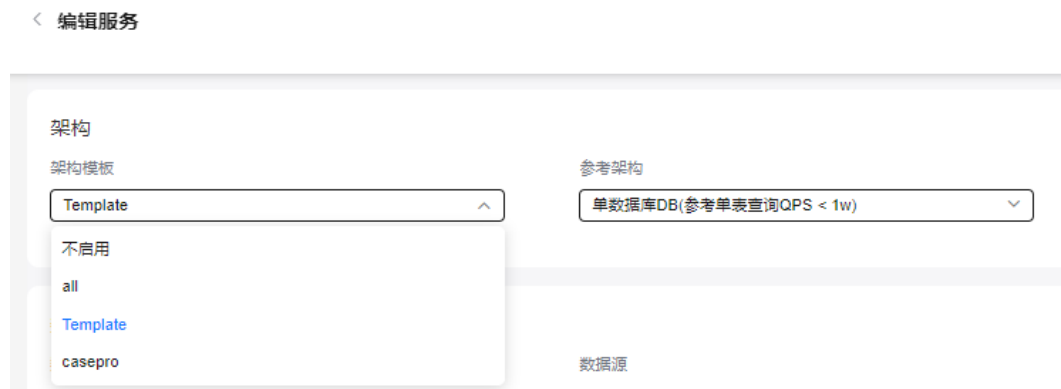 编辑服务
架构
架构模板
参考架构
Template
单数据库DB(参考单表查询QPS < 1w)
不启用
all
Template
casepro
数据源